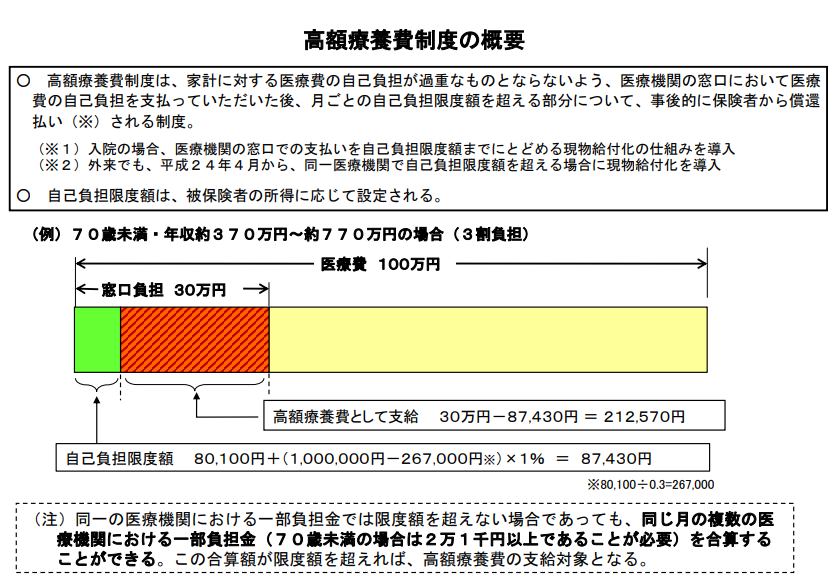 高額療養費制度の概要
○　高額療養費制度は、家計に対する医療費の自己負担が過重なものとならないよう、医療機関の窓口において医療
費の自己負担を支払っていただいた後、月ごとの自己負担限度額を超える部分について、事後的に保険者から償還
払い（※）される制度。
（※１）入院の場合、医療機関の窓口での支払いを自己負担限度額までにとどめる現物給付化の仕組みを導入
（※２）外来でも、平成２４年４月から、同一医療機関で自己負担限度額を超える場合に現物給付化を導入
○　自己負担限度額は、被保険者の所得に応じて設定される。
（例）７０歳未満・年収約３７０万円～約７７０万円の場合（３割負担）
医療費　100万円
窓口負担　30万円
高額療養費として支給　30万円－87,430円 ＝ 212,570円
自己負担限度額　80,100円＋（1,000,000円－267,000円※）×1%　＝　87,430円
※80,100÷0.3=267,000
（注）同一の医療機関における一部負担金では限度額を超えない場合であっても、同じ月の複数の医
療機関における一部負担金（７０歳未満の場合は２万１千円以上であることが必要）を合算する
ことができる。この合算額が限度額を超えれば、高額療養費の支給対象となる。